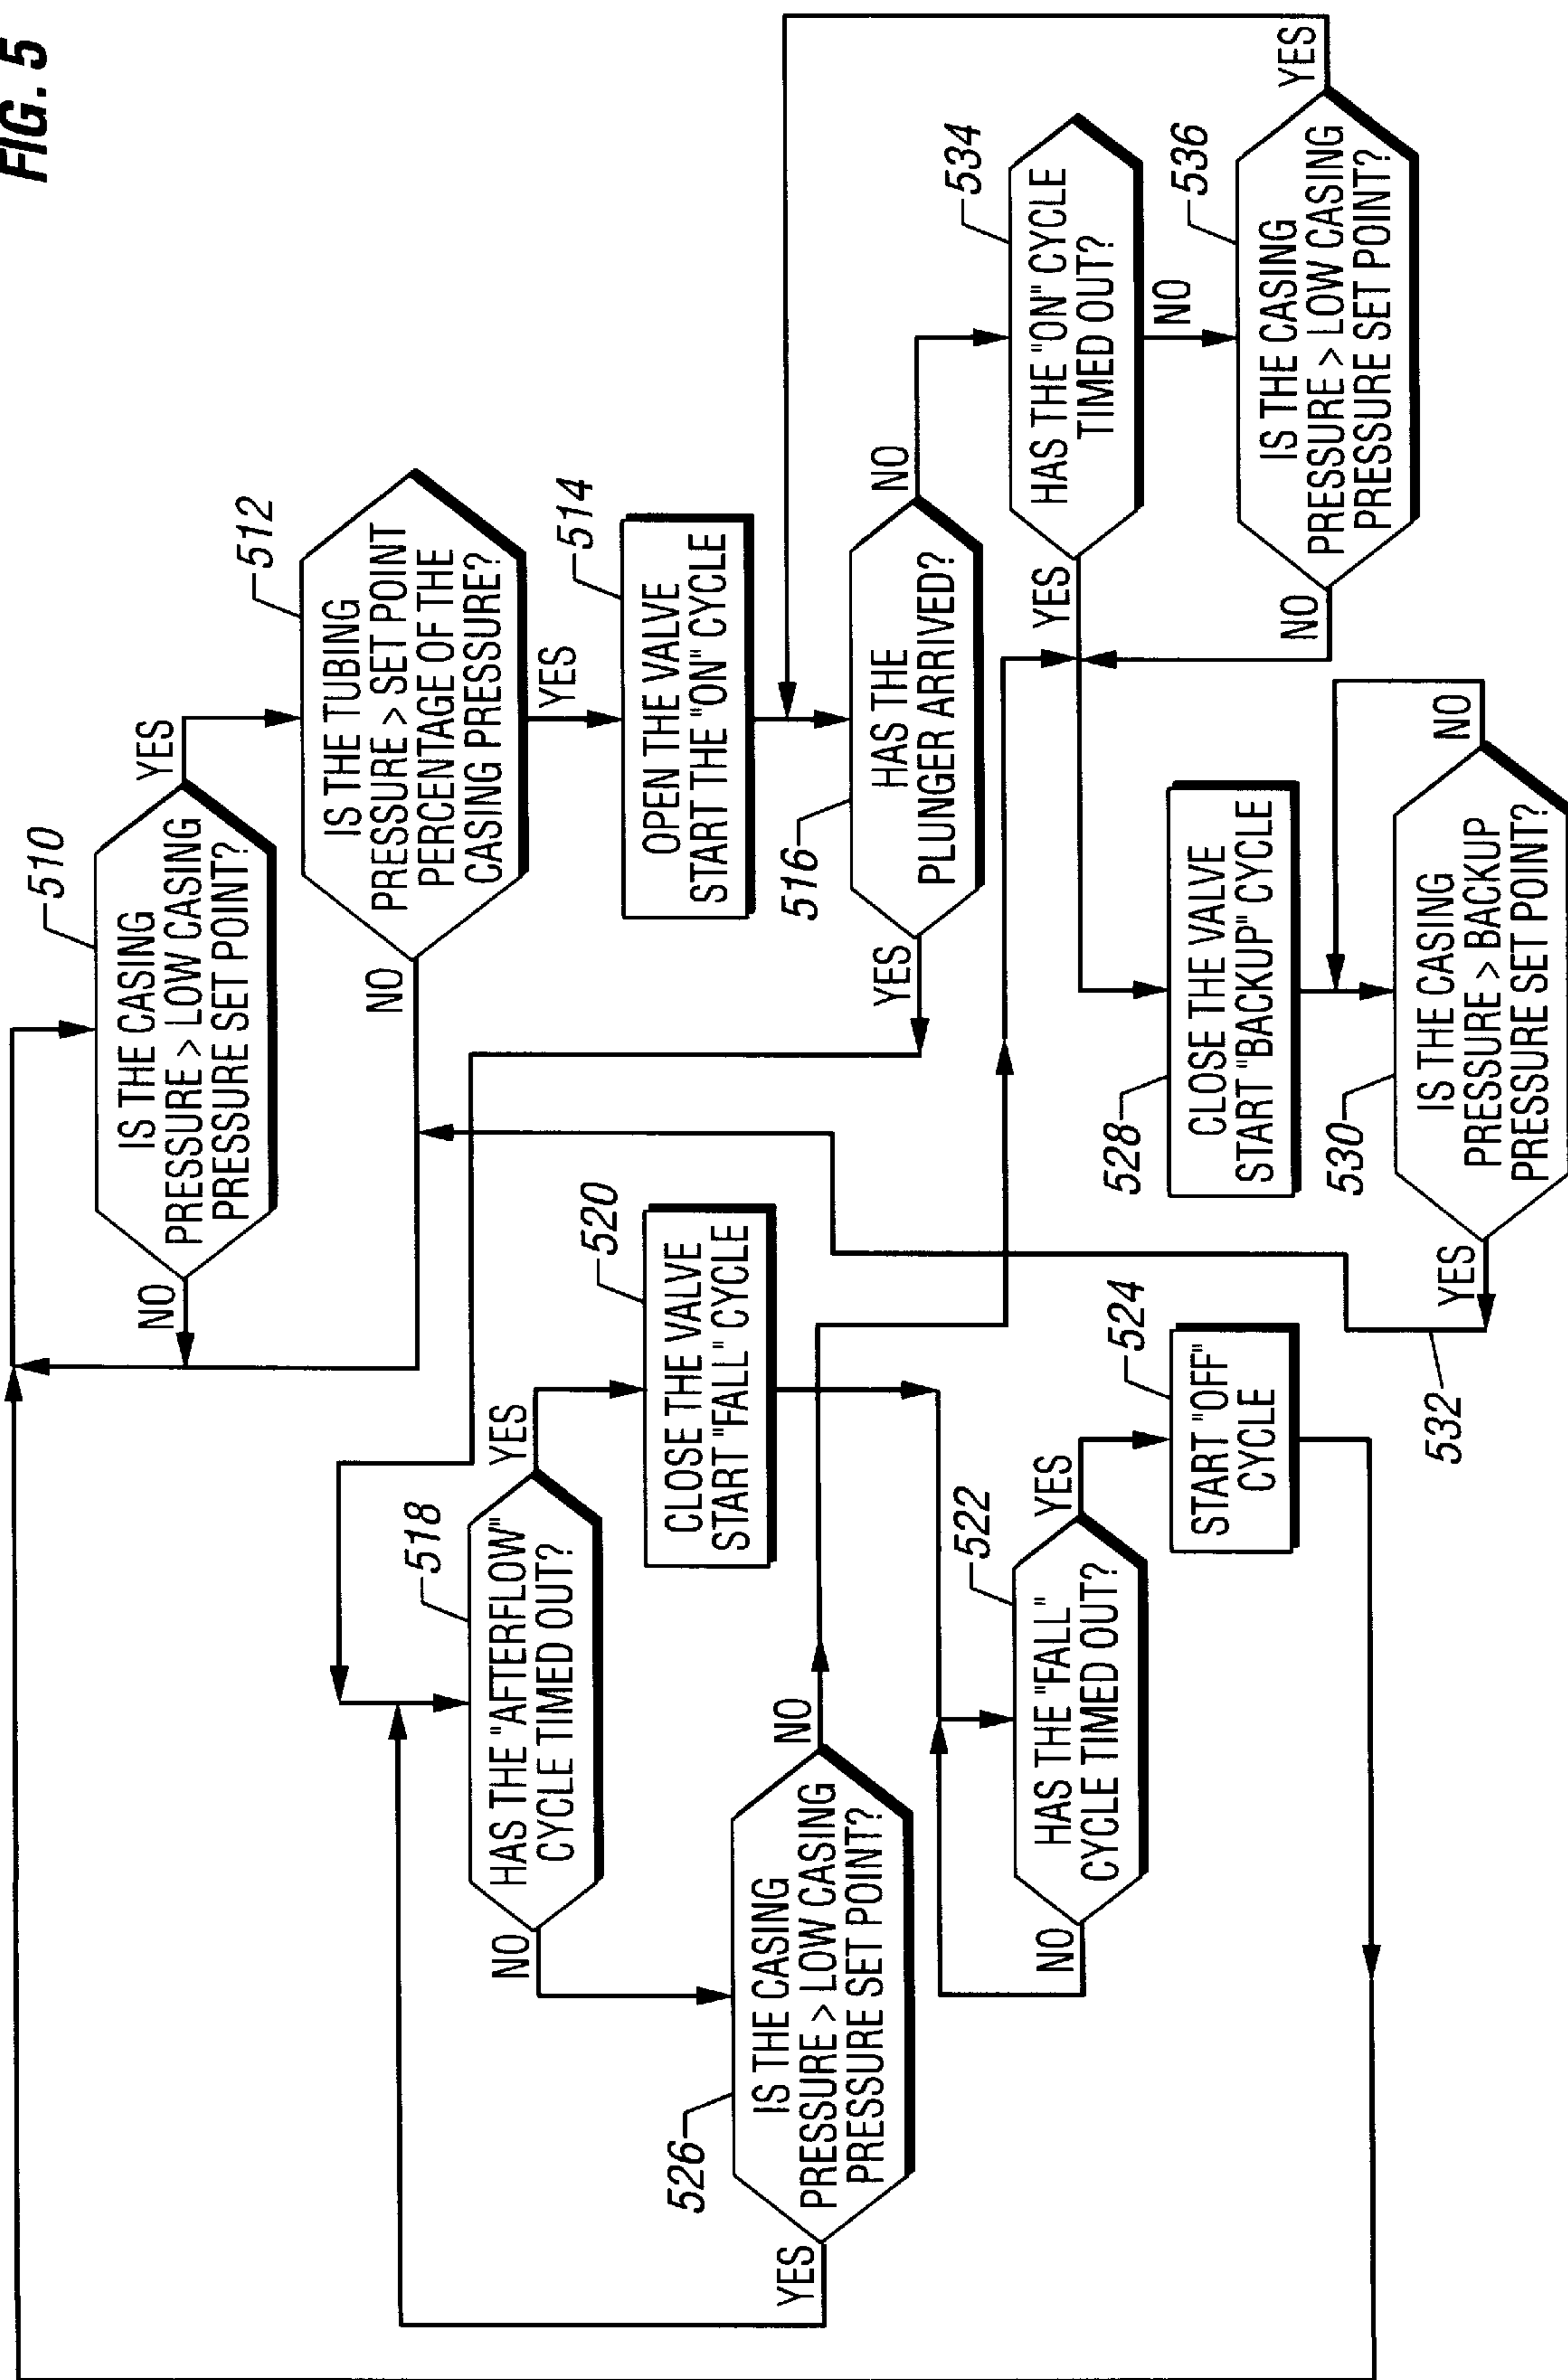 FIG. 5
510
IS THE CASING
PRESSURE > LOW CASING
PRESSURE SET POINT?
YES
NO
512
IS THE TUBING
PRESSURE > SET POINT
PERCENTAGE OF THE
CASING PRESSURE?
NO
YES
514
OPEN THE VALVE
START THE "ON" CYCLE
516
HAS THE
PLUNGER ARRIVED?
YES
NO
518
HAS THE "AFTERFLOW"
CYCLE TIMED OUT?
NO
YES
520
CLOSE THE VALVE
START "FALL" CYCLE
526
IS THE CASING
PRESSURE > LOW CASING
PRESSURE SET POINT?
YES
NO
522
HAS THE "FALL"
CYCLE TIMED OUT?
NO
YES
524
START "OFF"
CYCLE
534
HAS THE "ON" CYCLE
TIMED OUT?
YES
NO
536
IS THE CASING
PRESSURE > LOW CASING
PRESSURE SET POINT?
NO
YES
528
CLOSE THE VALVE
START "BACKUP" CYCLE
530
IS THE CASING
PRESSURE > BACKUP
PRESSURE SET POINT?
YES
NO
532